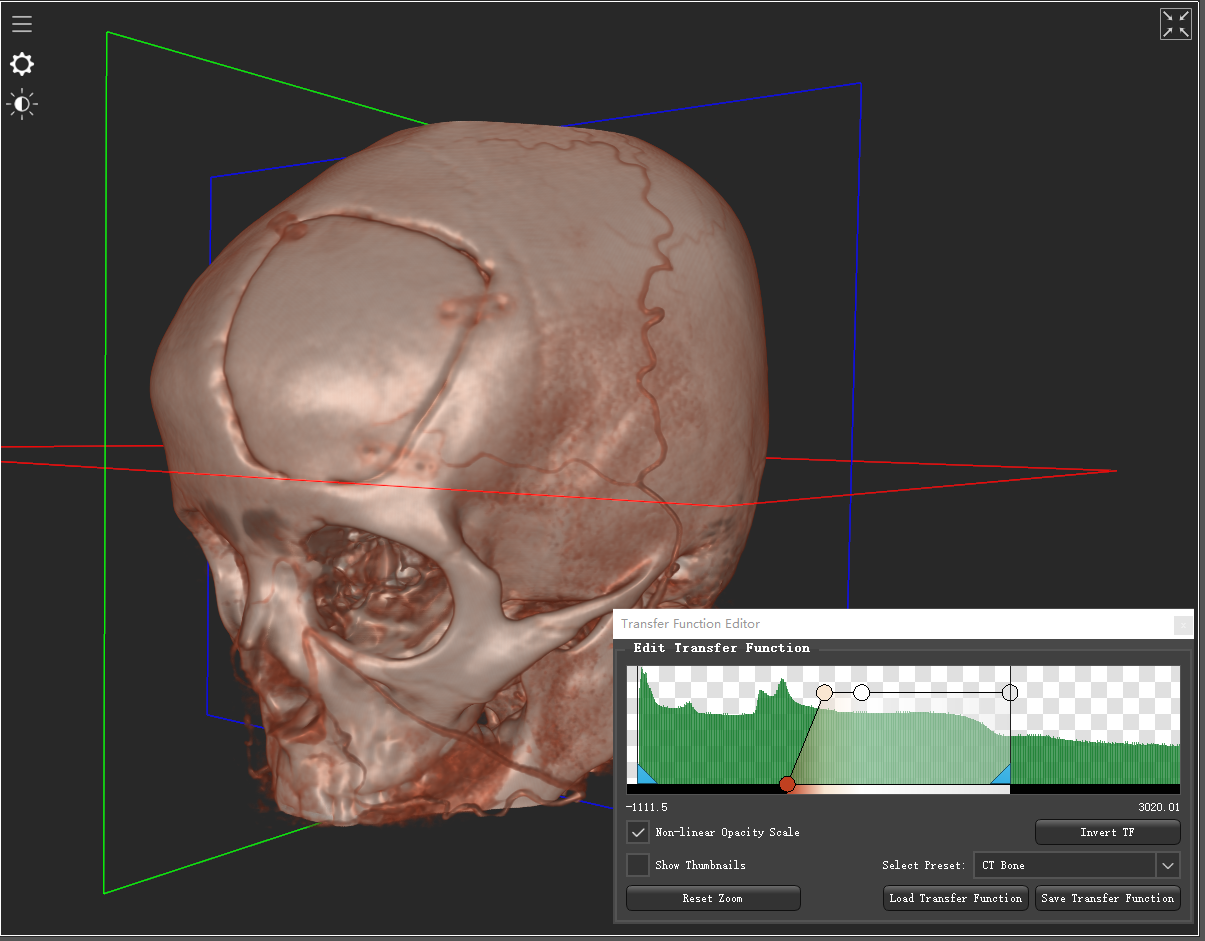 Transfer Function Editor
Edit Transfer Function
-1111.5 3020.01
Non-linear Opacity Scale Invert TF
Show Thumbnails Select Preset: CT Bone
Reset Zoom Load Transfer Function Save Transfer Function